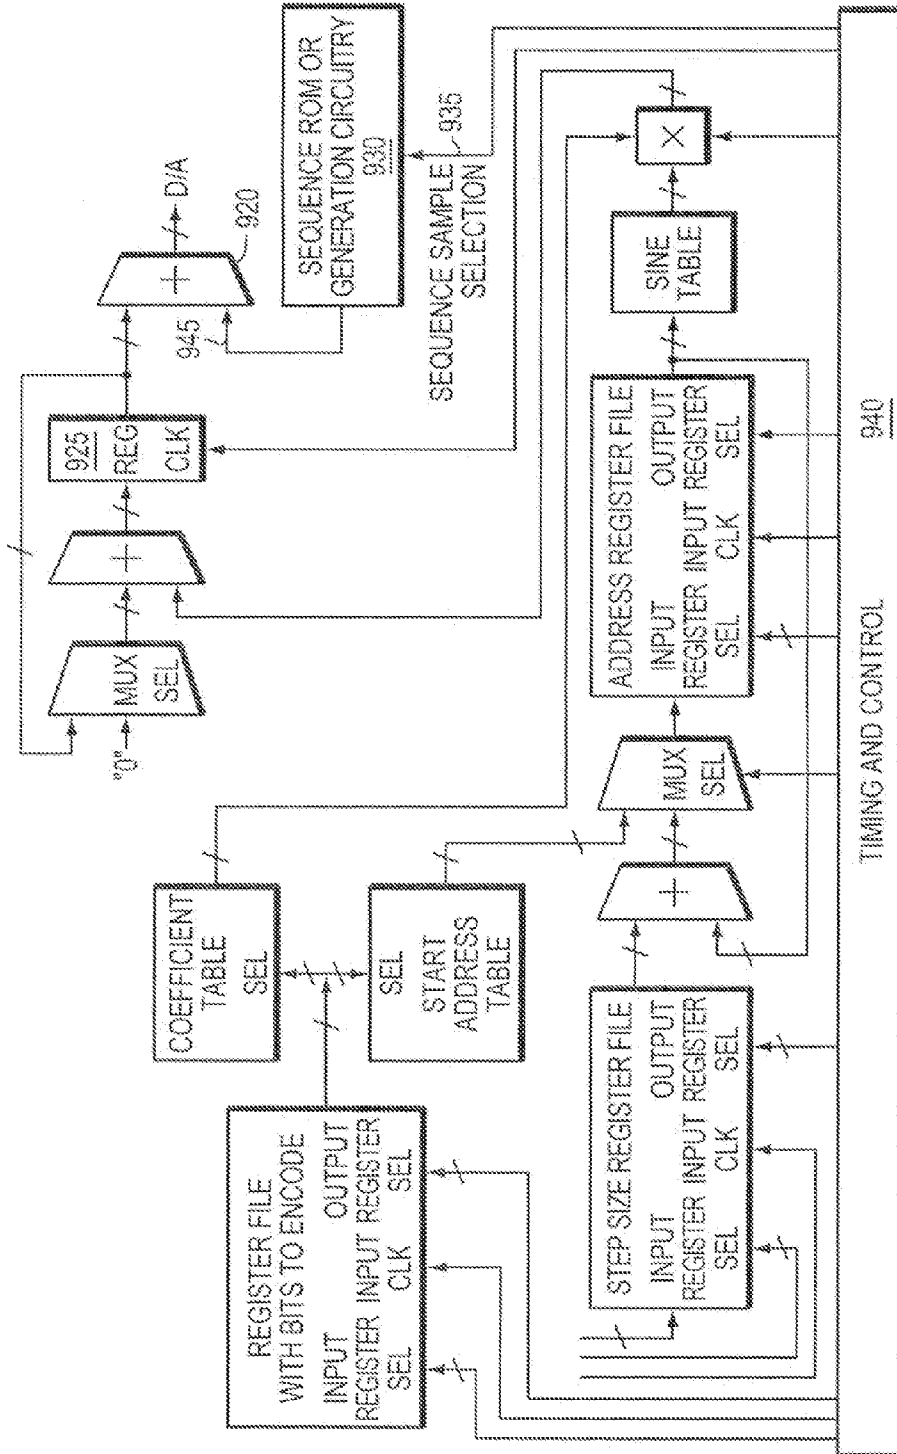 REGISTER FILE
WITH BITS TO ENCODE
INPUT OUTPUT
REGISTER INPUT REGISTER
SEL CLK SEL
COEFFICIENT
TABLE
SEL
SEL
START
ADDRESS
TABLE
"0"
MUX
SEL
+
925
REG
CLK
+
D/A
920
945
SEQUENCE ROM OR
GENERATION CIRCUITRY
930
935
SEQUENCE SAMPLE
SELECTION
STEP SIZE REGISTER FILE
INPUT OUTPUT
REGISTER INPUT REGISTER
SEL CLK SEL
+
MUX
SEL
ADDRESS REGISTER FILE
INPUT OUTPUT
REGISTER INPUT REGISTER
SEL CLK SEL
SINE
TABLE
X
TIMING AND CONTROL
940